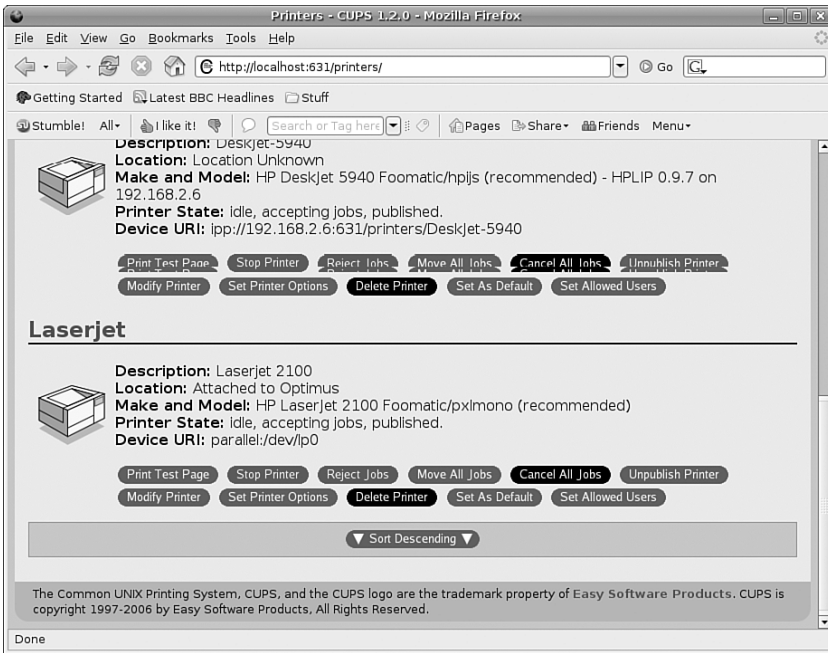 Printers - CUPS 1.2.0 - Mozilla Firefox
File Edit View Go Bookmarks Tools Help
http://localhost:631/printers/ Go G
Getting Started Latest BBC Headlines Stuff
Stumble! All I like it! Search or Tag here Pages Share Friends Menu
Description: DeskJet-5940
Location: Location Unknown
Make and Model: HP DeskJet 5940 Foomatic/hpijs (recommended) - HPLIP 0.9.7 on
192.168.2.6
Printer State: idle, accepting jobs, published.
Device URI: ipp://192.168.2.6:631/printers/DeskJet-5940
Print Test Page Stop Printer Reject Jobs Move All Jobs Cancel All Jobs Unpublish Printer
Modify Printer Set Printer Options Delete Printer Set As Default Set Allowed Users
Laserjet
Description: Laserjet 2100
Location: Attached to Optimus
Make and Model: HP LaserJet 2100 Foomatic/pxlmono (recommended)
Printer State: idle, accepting jobs, published.
Device URI: parallel:/dev/lp0
Print Test Page Stop Printer Reject Jobs Move All Jobs Cancel All Jobs Unpublish Printer
Modify Printer Set Printer Options Delete Printer Set As Default Set Allowed Users
▼ Sort Descending ▼
The Common UNIX Printing System, CUPS, and the CUPS logo are the trademark property of Easy Software Products. CUPS is
copyright 1997-2006 by Easy Software Products, All Rights Reserved.
Done